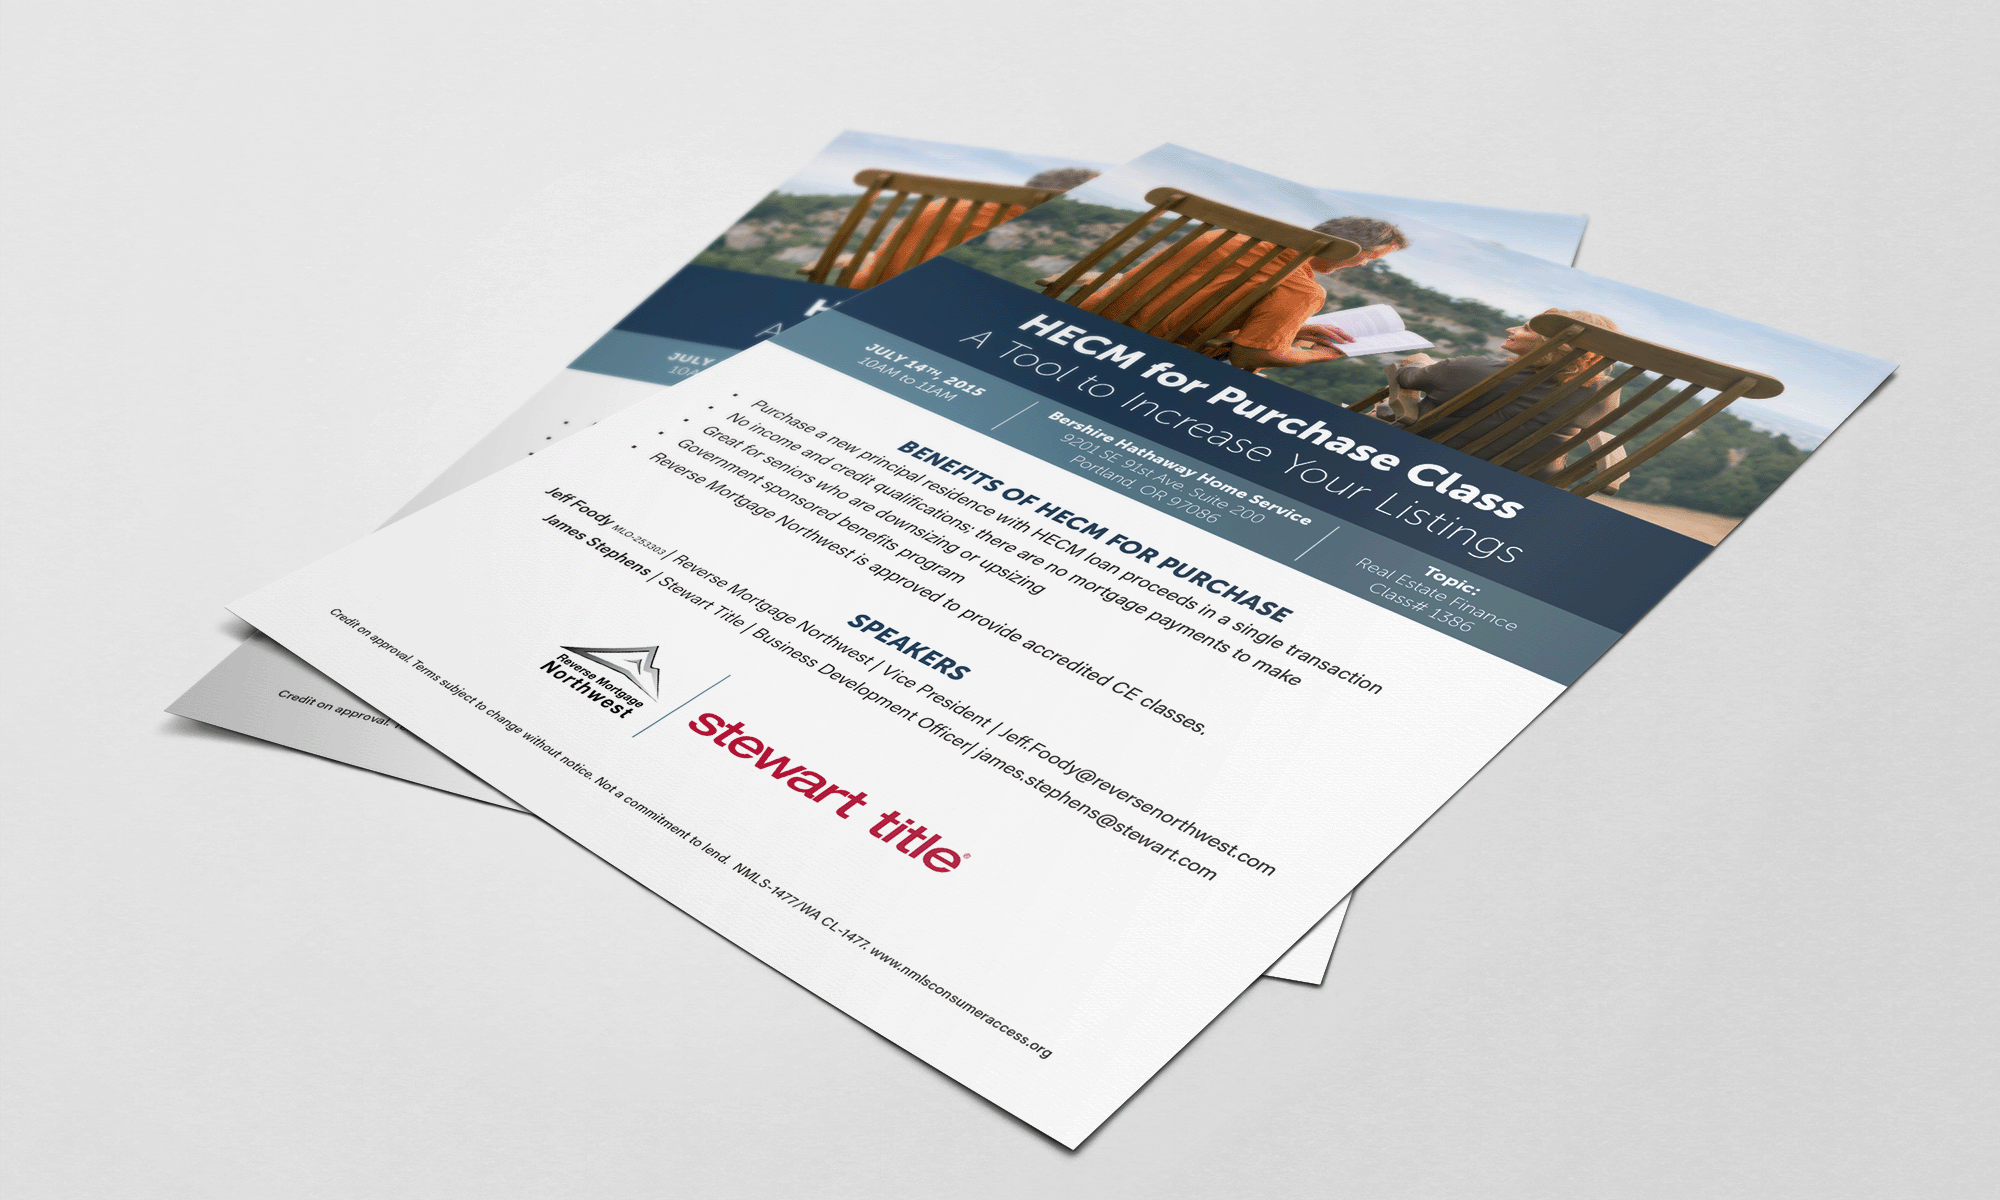 HECM for Purchase Class
A Tool to Increase Your Listings
JULY 14TH, 2015
10AM to 11AM
Bershire Hathaway Home Service
9201 SE 91st Ave. Suite 200
Portland, OR 97086
Topic:
Real Estate Finance
Class# 1386
BENEFITS OF HECM FOR PURCHASE
• Purchase a new principal residence with HECM loan proceeds in a single transaction
• No income and credit qualifications; there are no mortgage payments to make
• Great for seniors who are downsizing or upsizing
• Government sponsored benefits program
• Reverse Mortgage Northwest is approved to provide accredited CE classes.
SPEAKERS
Jeff Foody MLO-253303 | Reverse Mortgage Northwest | Vice President | Jeff.Foody@reversenorthwest.com
James Stephens | Stewart Title | Business Development Officer| james.stephens@stewart.com
Reverse Mortgage
Northwest
stewart title®
Credit on approval. Terms subject to change without notice. Not a commitment to lend. NMLS-1477/WA CL-1477. www.nmlsconsumeraccess.org
H
A
JULY
10A
Credit on approval.